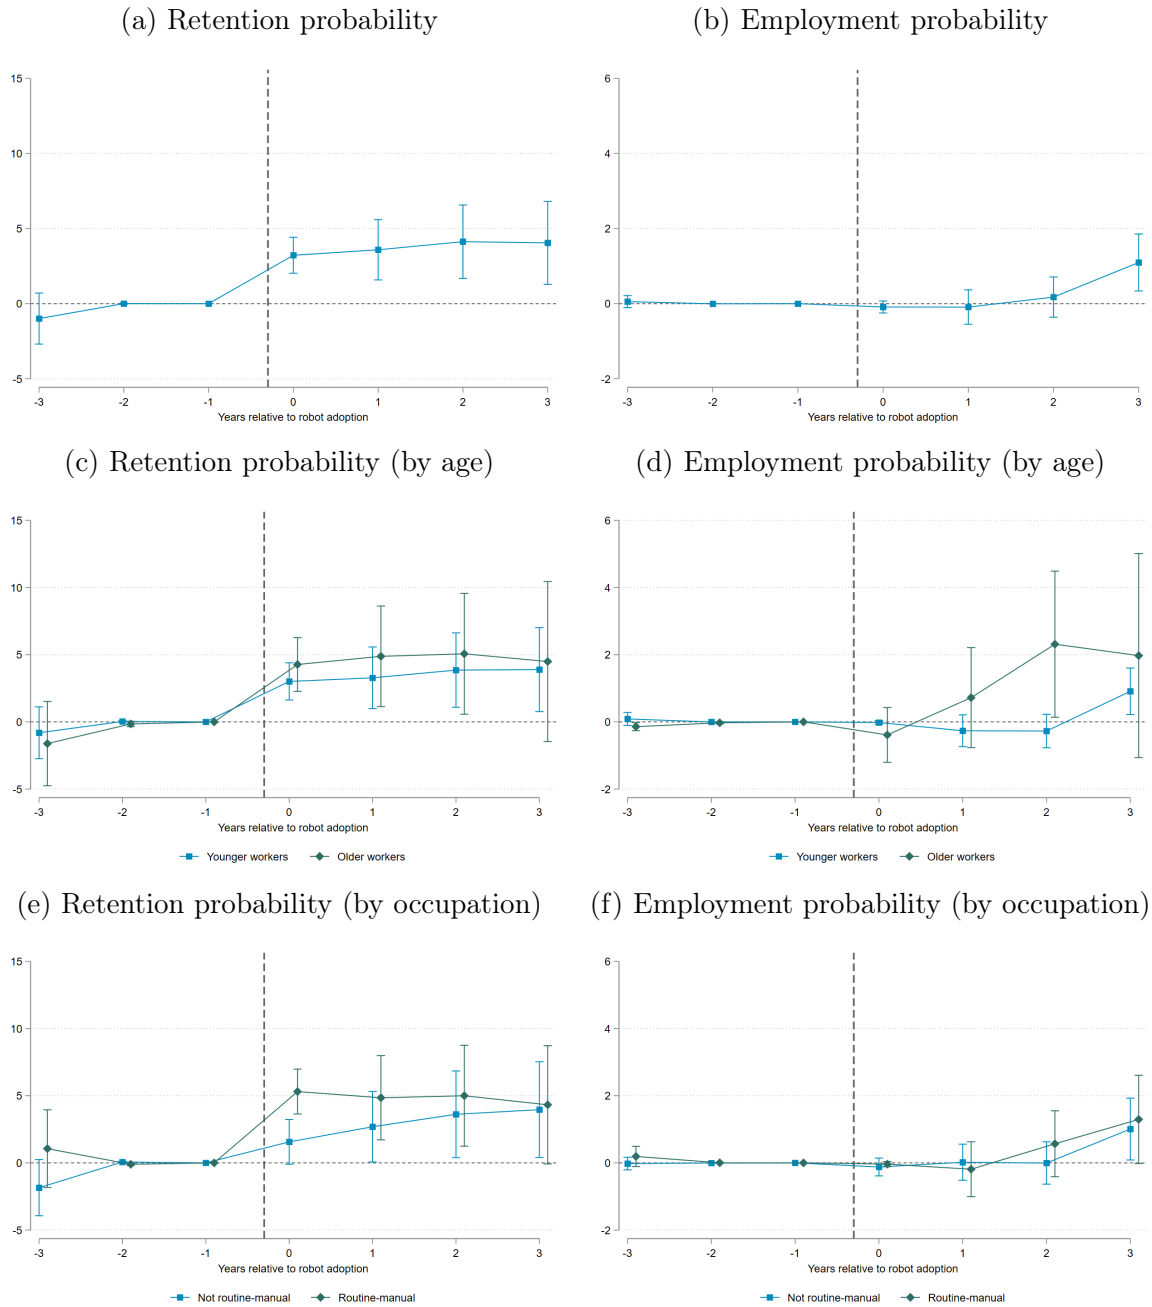 (a) Retention probability
(b) Employment probability
15
10
5
0
-5
-3 -2 -1 0 1 2 3
Years relative to robot adoption
6
4
2
0
-2
-3 -2 -1 0 1 2 3
Years relative to robot adoption
(c) Retention probability (by age)
(d) Employment probability (by age)
15
10
5
0
-5
-3 -2 -1 0 1 2 3
Years relative to robot adoption
Younger workers Older workers
6
4
2
0
-2
-3 -2 -1 0 1 2 3
Years relative to robot adoption
Younger workers Older workers
(e) Retention probability (by occupation)
(f) Employment probability (by occupation)
15
10
5
0
-5
-3 -2 -1 0 1 2 3
Years relative to robot adoption
Not routine-manual Routine-manual
6
4
2
0
-2
-3 -2 -1 0 1 2 3
Years relative to robot adoption
Not routine-manual Routine-manual